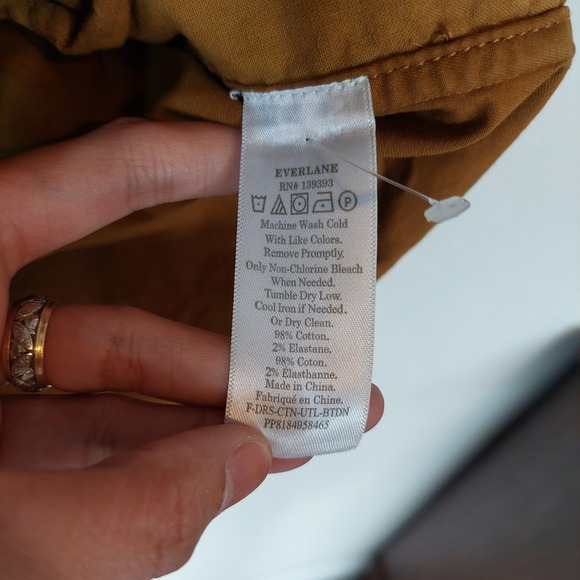 EVERLANE
RN# 139393
P
Machine Wash Cold
With Like Colors.
Remove Promptly.
Only Non-Chlorine Bleach
When Needed.
Tumble Dry Low.
Cool Iron if Needed.
Or Dry Clean.
98% Cotton.
2% Elastane.
98% Coton.
2% Élasthanne.
Made in China.
Fabriqué en Chine.
F-DRS-CTN-UTL-BTDN
PP8184958465